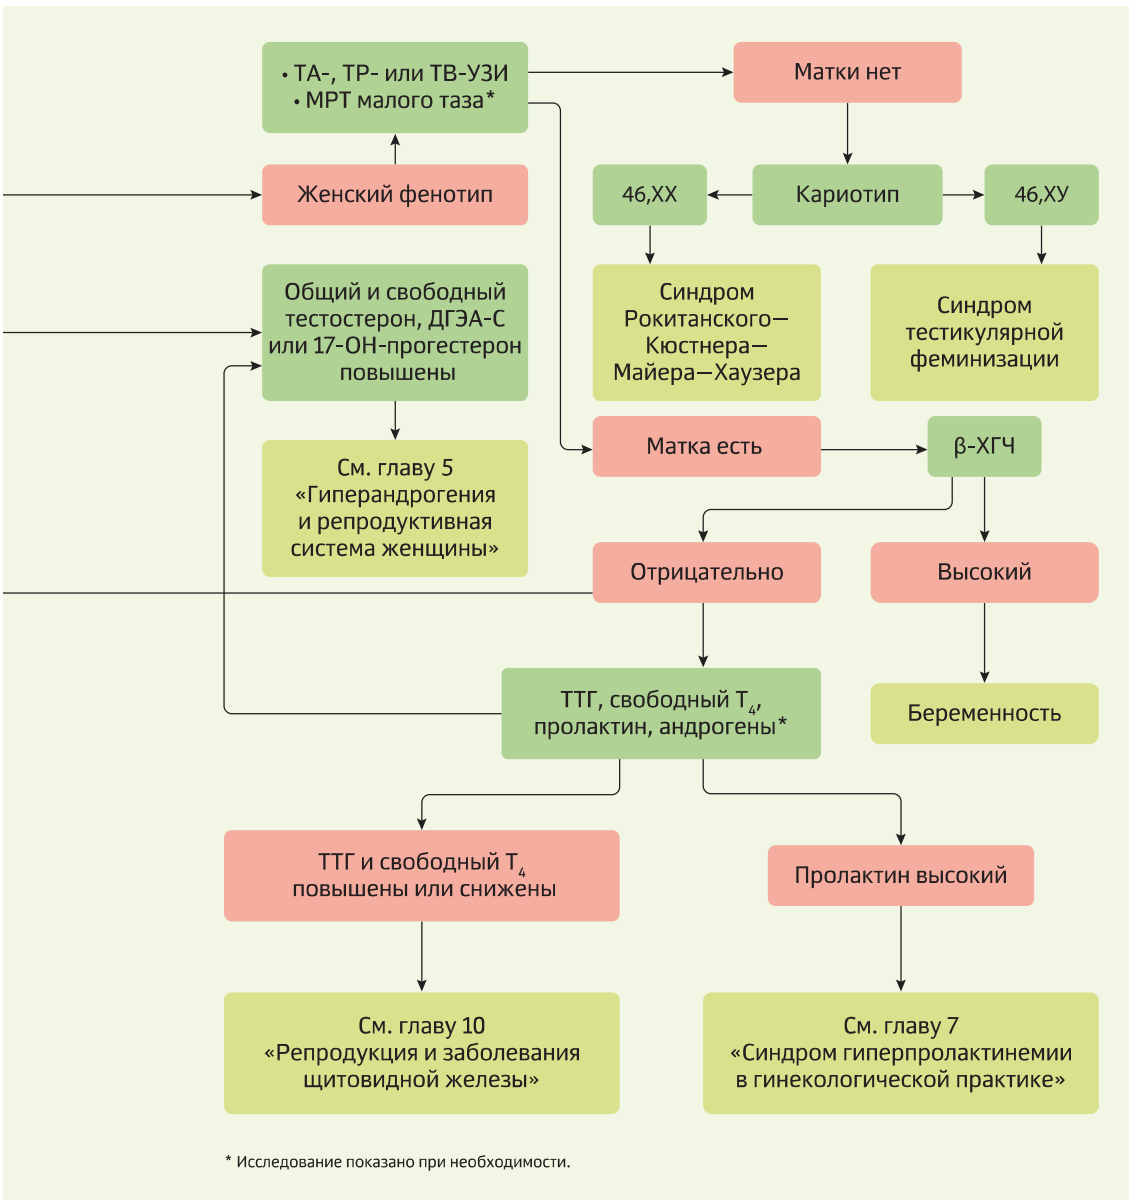 • ТА-, ТР- или ТВ-УЗИ
• МРТ малого таза*
Матки нет
Женский фенотип
46,XX
Кариотип
46,ХУ
Общий и свободный
тестостерон, ДГЭА-С
или 17-ОН-прогестерон
повышены
Синдром
Рокитанского—
Кюстнера—
Майера—Хаузера
Синдром
тестикулярной
феминизации
Матка есть
β-ХГЧ
См. главу 5
«Гиперандрогения
и репродуктивная
система женщины»
Отрицательно
Высокий
ТТГ, свободный Т₄,
пролактин, андрогены*
Беременность
ТТГ и свободный Т₄
повышены или снижены
Пролактин высокий
См. главу 10
«Репродукция и заболевания
щитовидной железы»
См. главу 7
«Синдром гиперпролактинемии
в гинекологической практике»
* Исследование показано при необходимости.